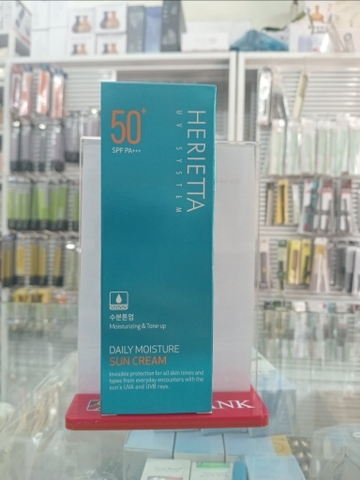 50+
SPF PA+++
HERIETTA
UV SYSTEM
수분톤업
Moisturizing & Tone up
DAILY MOISTURE
SUN CREAM
Invisible protection for all skin tones and
types from everyday encounters with the
sun's UVA and UVB rays.
NK